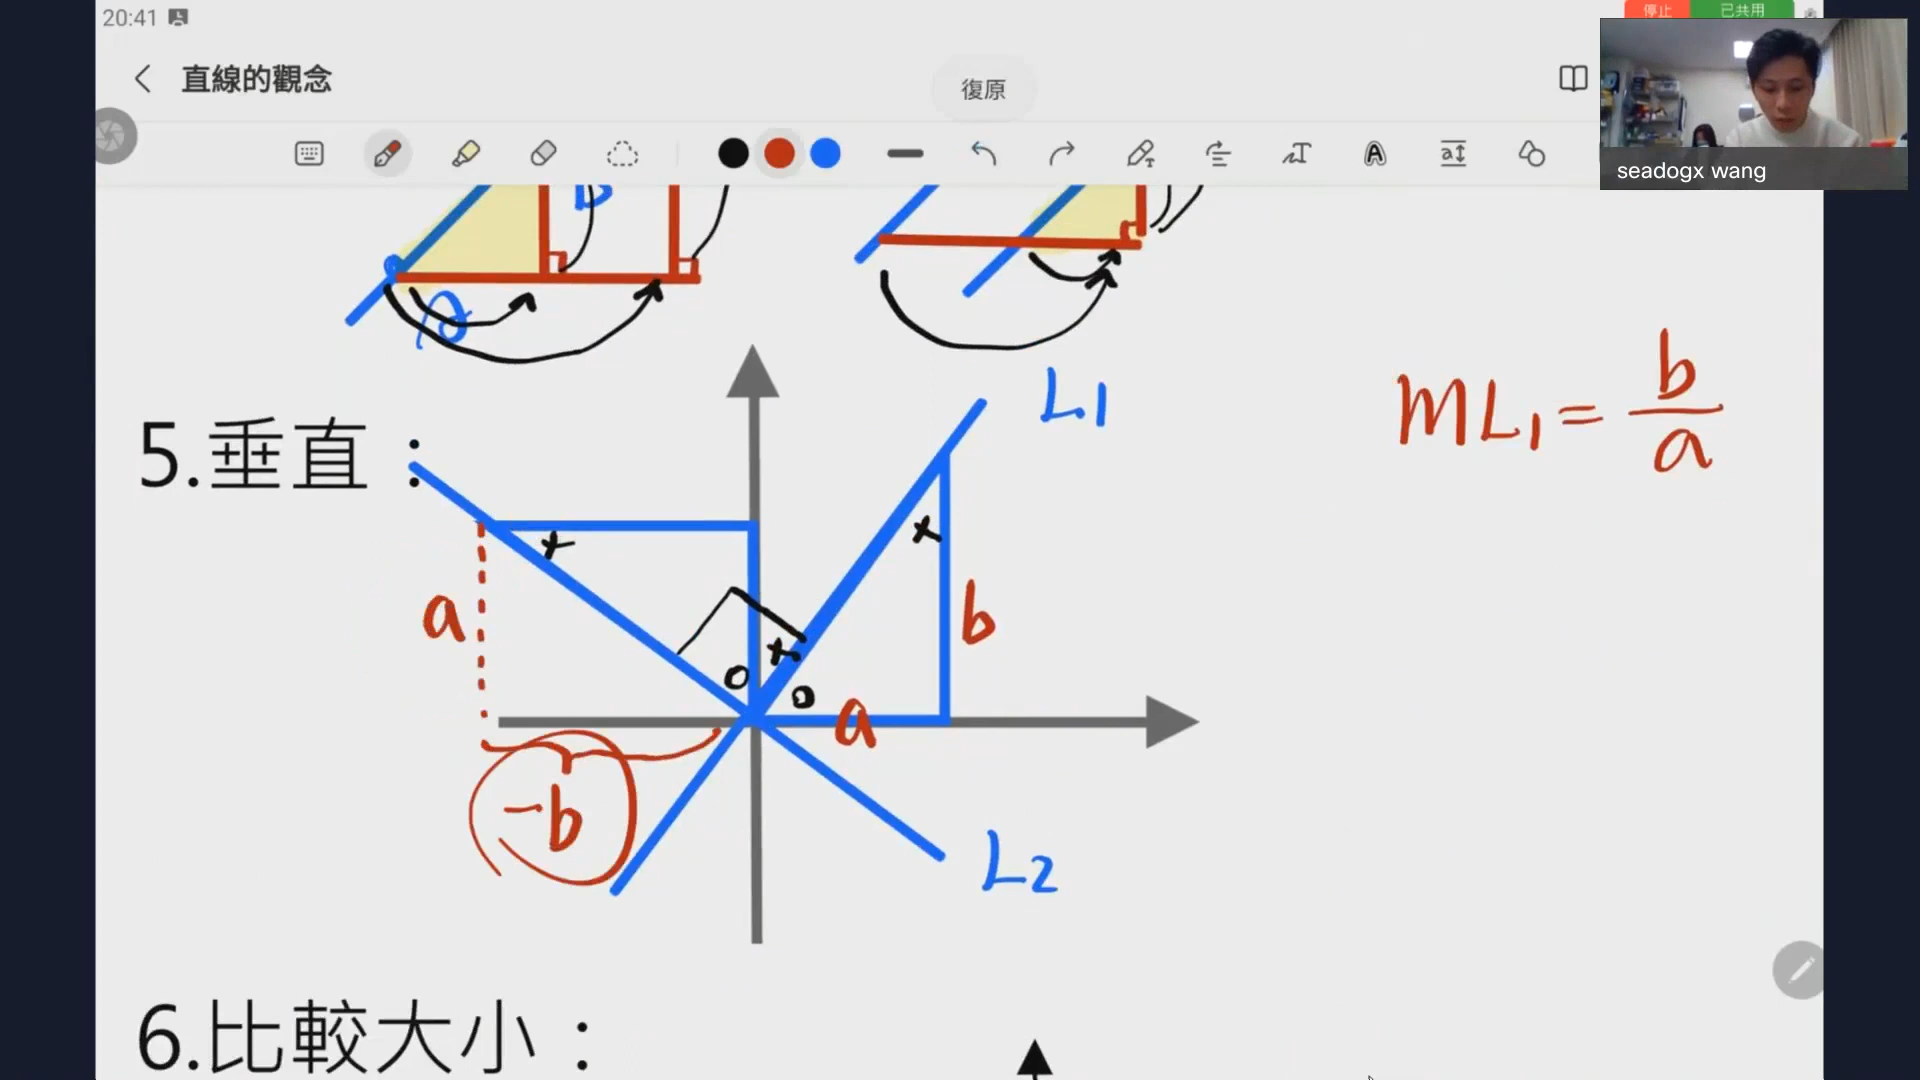 20:41
停止
已共用
直線的觀念
復原
seadogx wang
b
a
L1
mL1 = b/a
5.垂直：
x
x
a
b
x
o
o
a
-b
L2
6.比較大小：